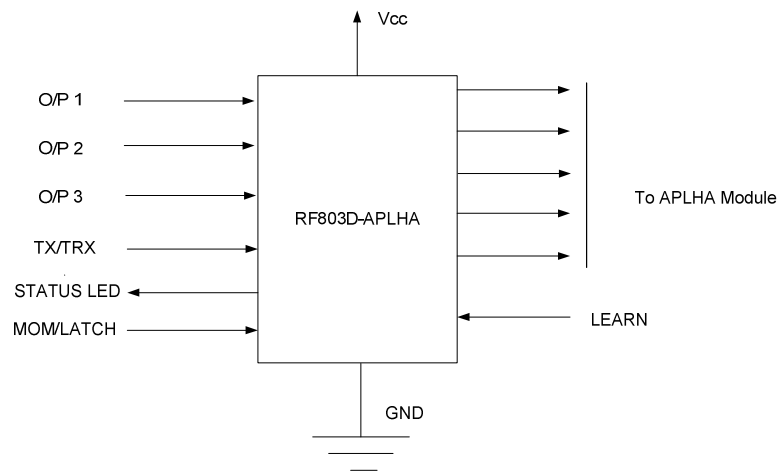 Vcc
O/P 1
O/P 2
O/P 3
TX/TRX
STATUS LED
MOM/LATCH
RF803D-APLHA
To APLHA Module
LEARN
GND